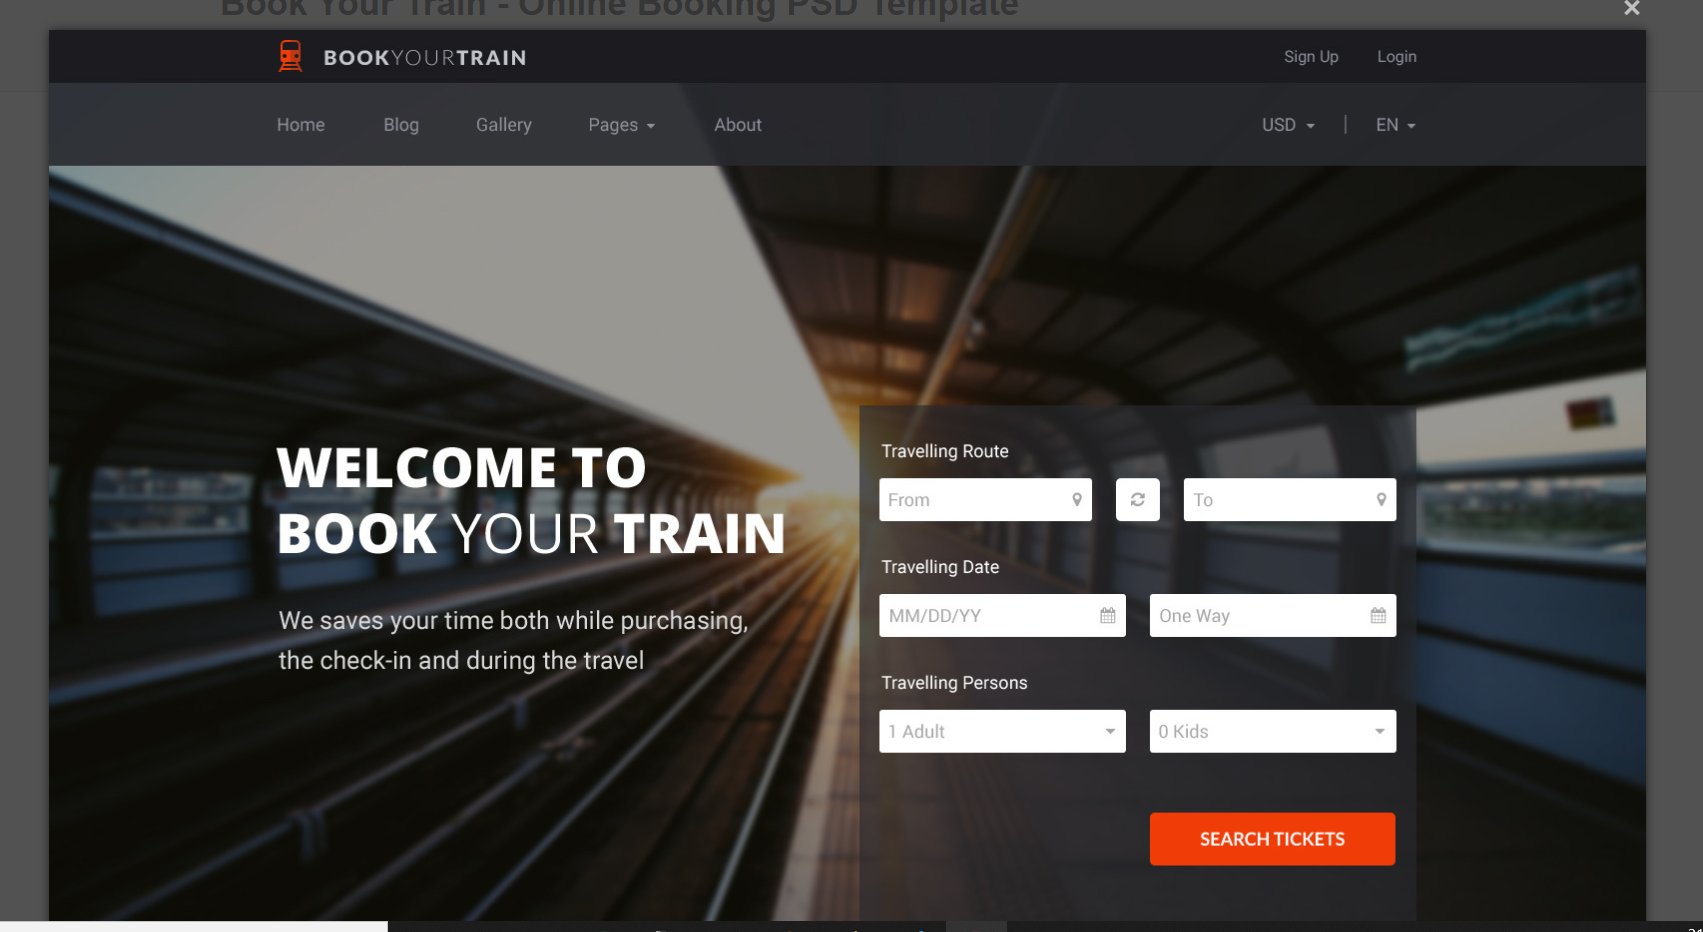 Book Your Train - Online Booking PSD Template
BOOKYOURTRAIN
Sign Up
Login
Home
Blog
Gallery
Pages
About
USD
EN
WELCOME TO
BOOK YOUR TRAIN
We saves your time both while purchasing,
the check-in and during the travel
Travelling Route
From
To
Travelling Date
MM/DD/YY
One Way
Travelling Persons
1 Adult
0 Kids
SEARCH TICKETS